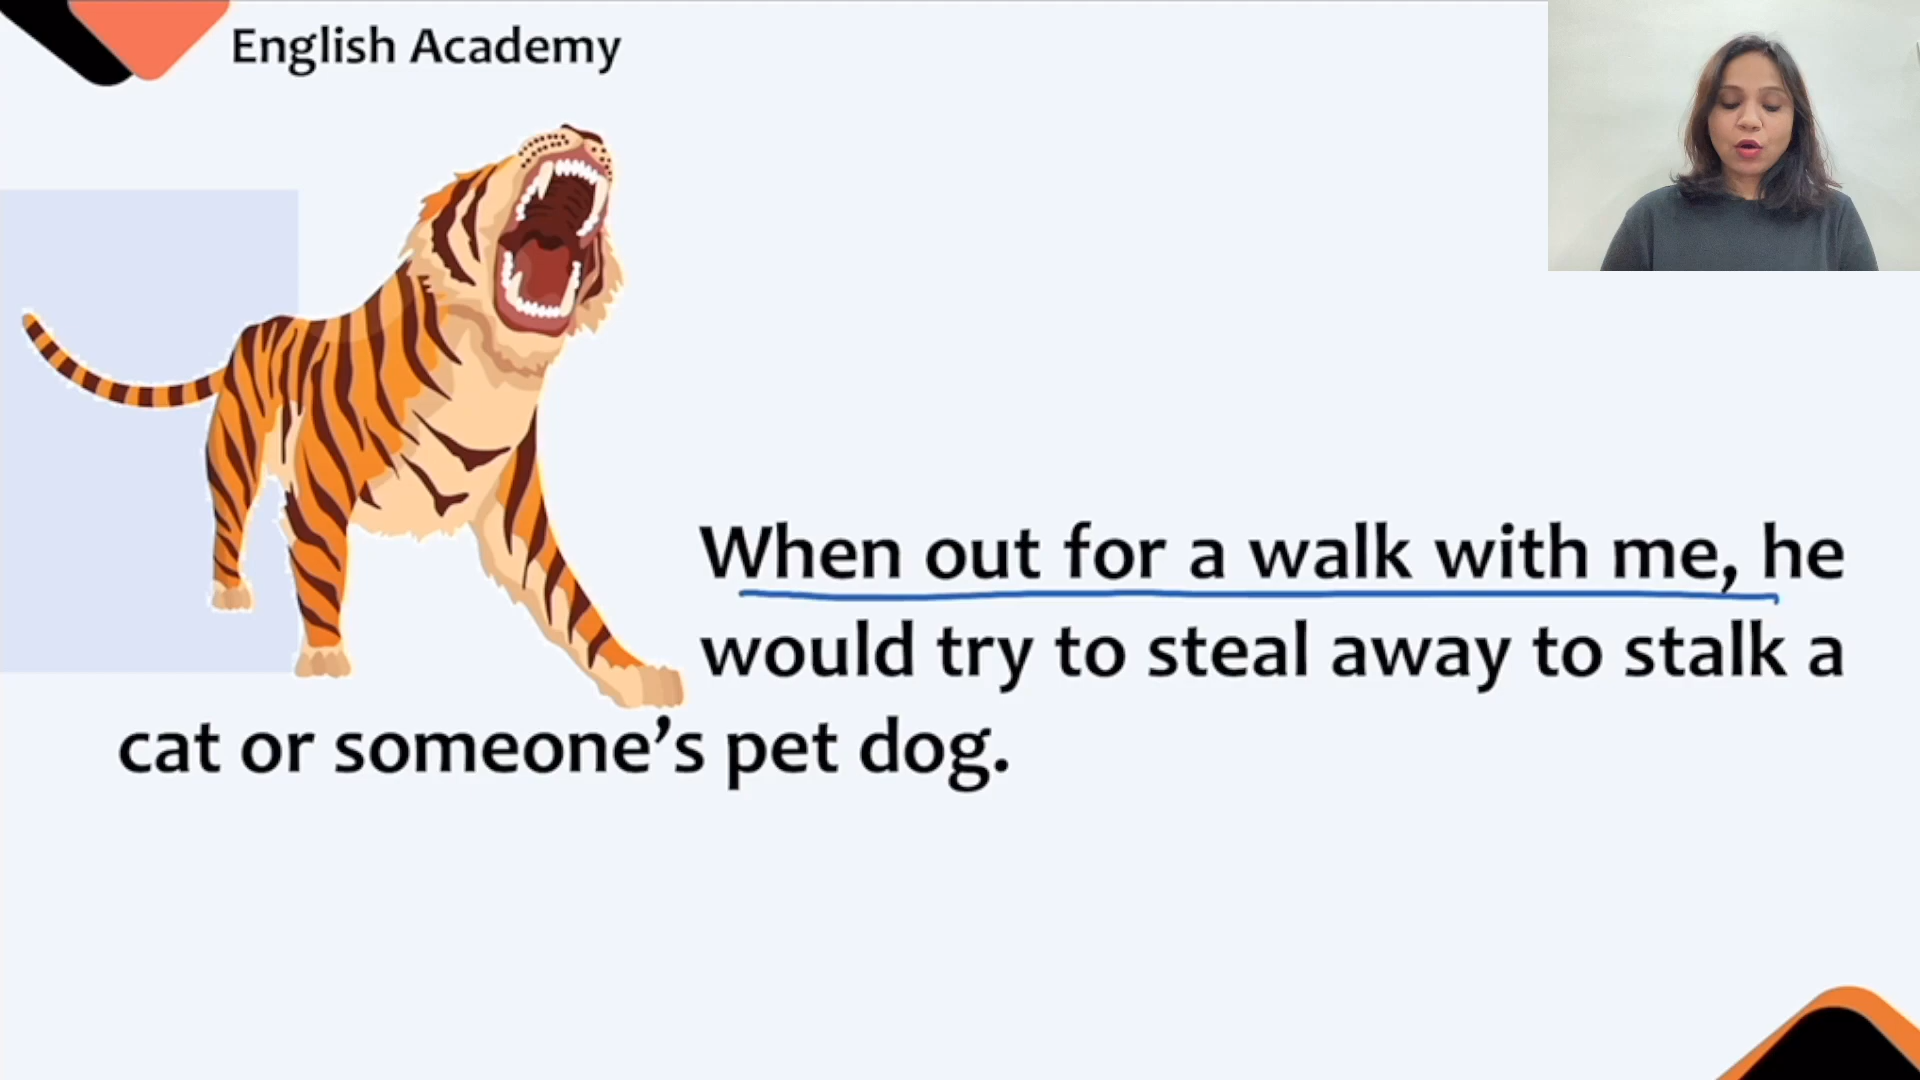 English Academy
When out for a walk with me, he
would try to steal away to stalk a
cat or someone’s pet dog.